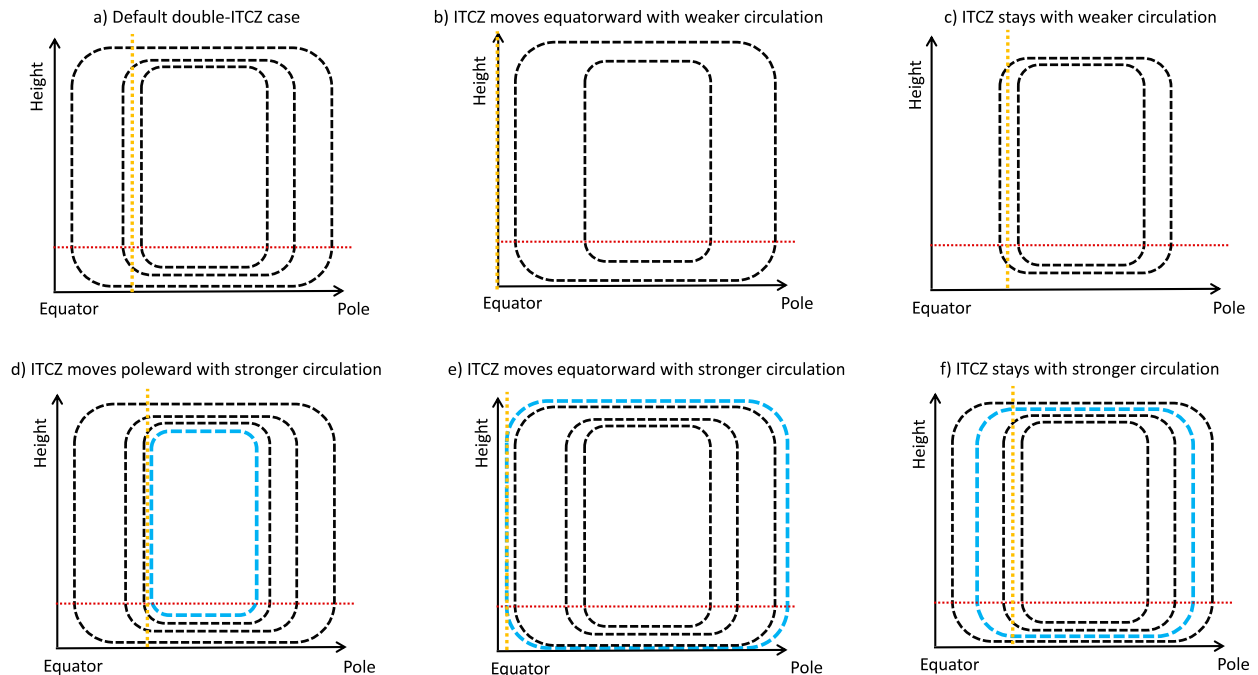 a) Default double-ITCZ case
b) ITCZ moves equatorward with weaker circulation
c) ITCZ stays with weaker circulation
Height
Height
Height
Equator
Pole
Equator
Pole
Equator
Pole
d) ITCZ moves poleward with stronger circulation
e) ITCZ moves equatorward with stronger circulation
f) ITCZ stays with stronger circulation
Height
Height
Height
Equator
Pole
Equator
Pole
Equator
Pole